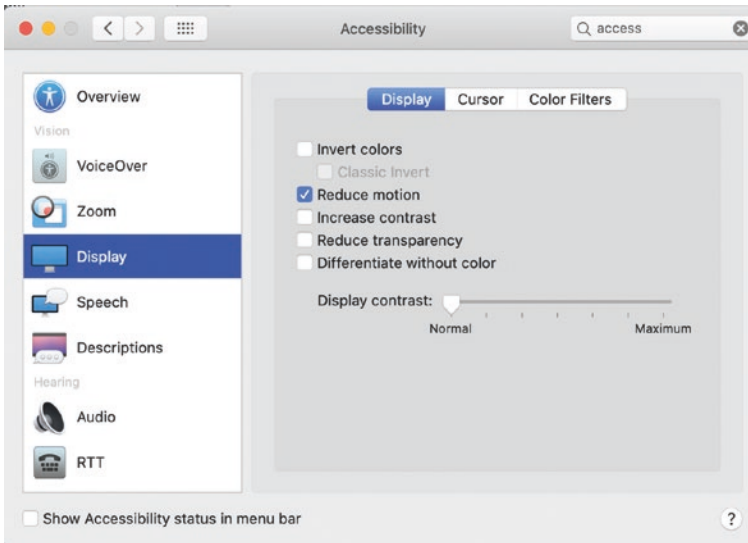 Accessibility
access
Overview
Vision
VoiceOver
Zoom
Display
Speech
Descriptions
Hearing
Audio
RTT
Display Cursor Color Filters
Invert colors
Classic Invert
Reduce motion
Increase contrast
Reduce transparency
Differentiate without color
Display contrast:
Normal Maximum
Show Accessibility status in menu bar
?